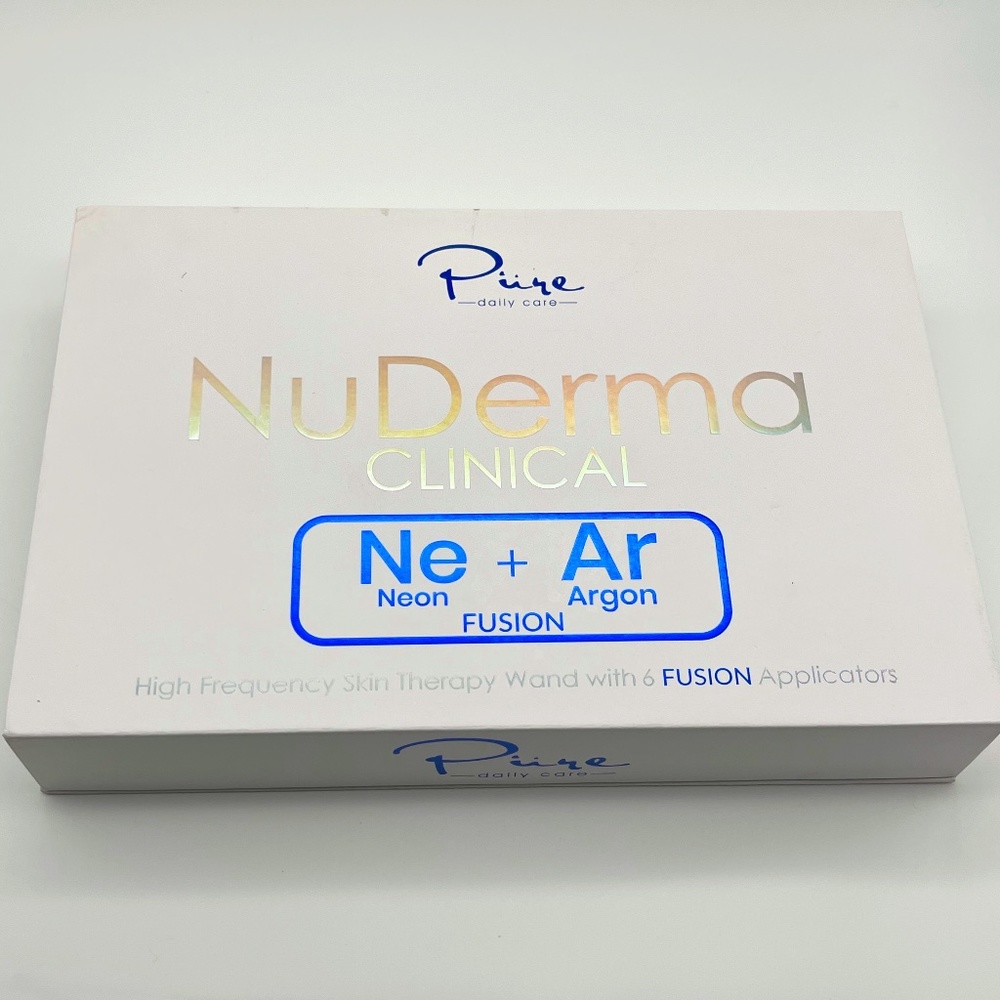 Pure
daily care
NuDerma
CLINICAL
Ne + Ar
Neon Argon
FUSION
High Frequency Skin Therapy Wand with 6 FUSION Applicators
Pure
daily care